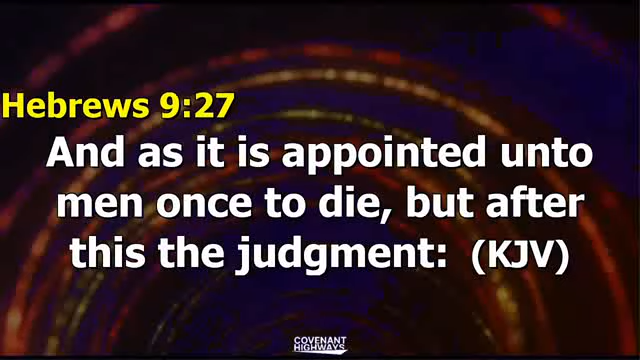 Hebrews 9:27
And as it is appointed unto
men once to die, but after
this the judgment: (KJV)
COVENANT
HIGHWAYS